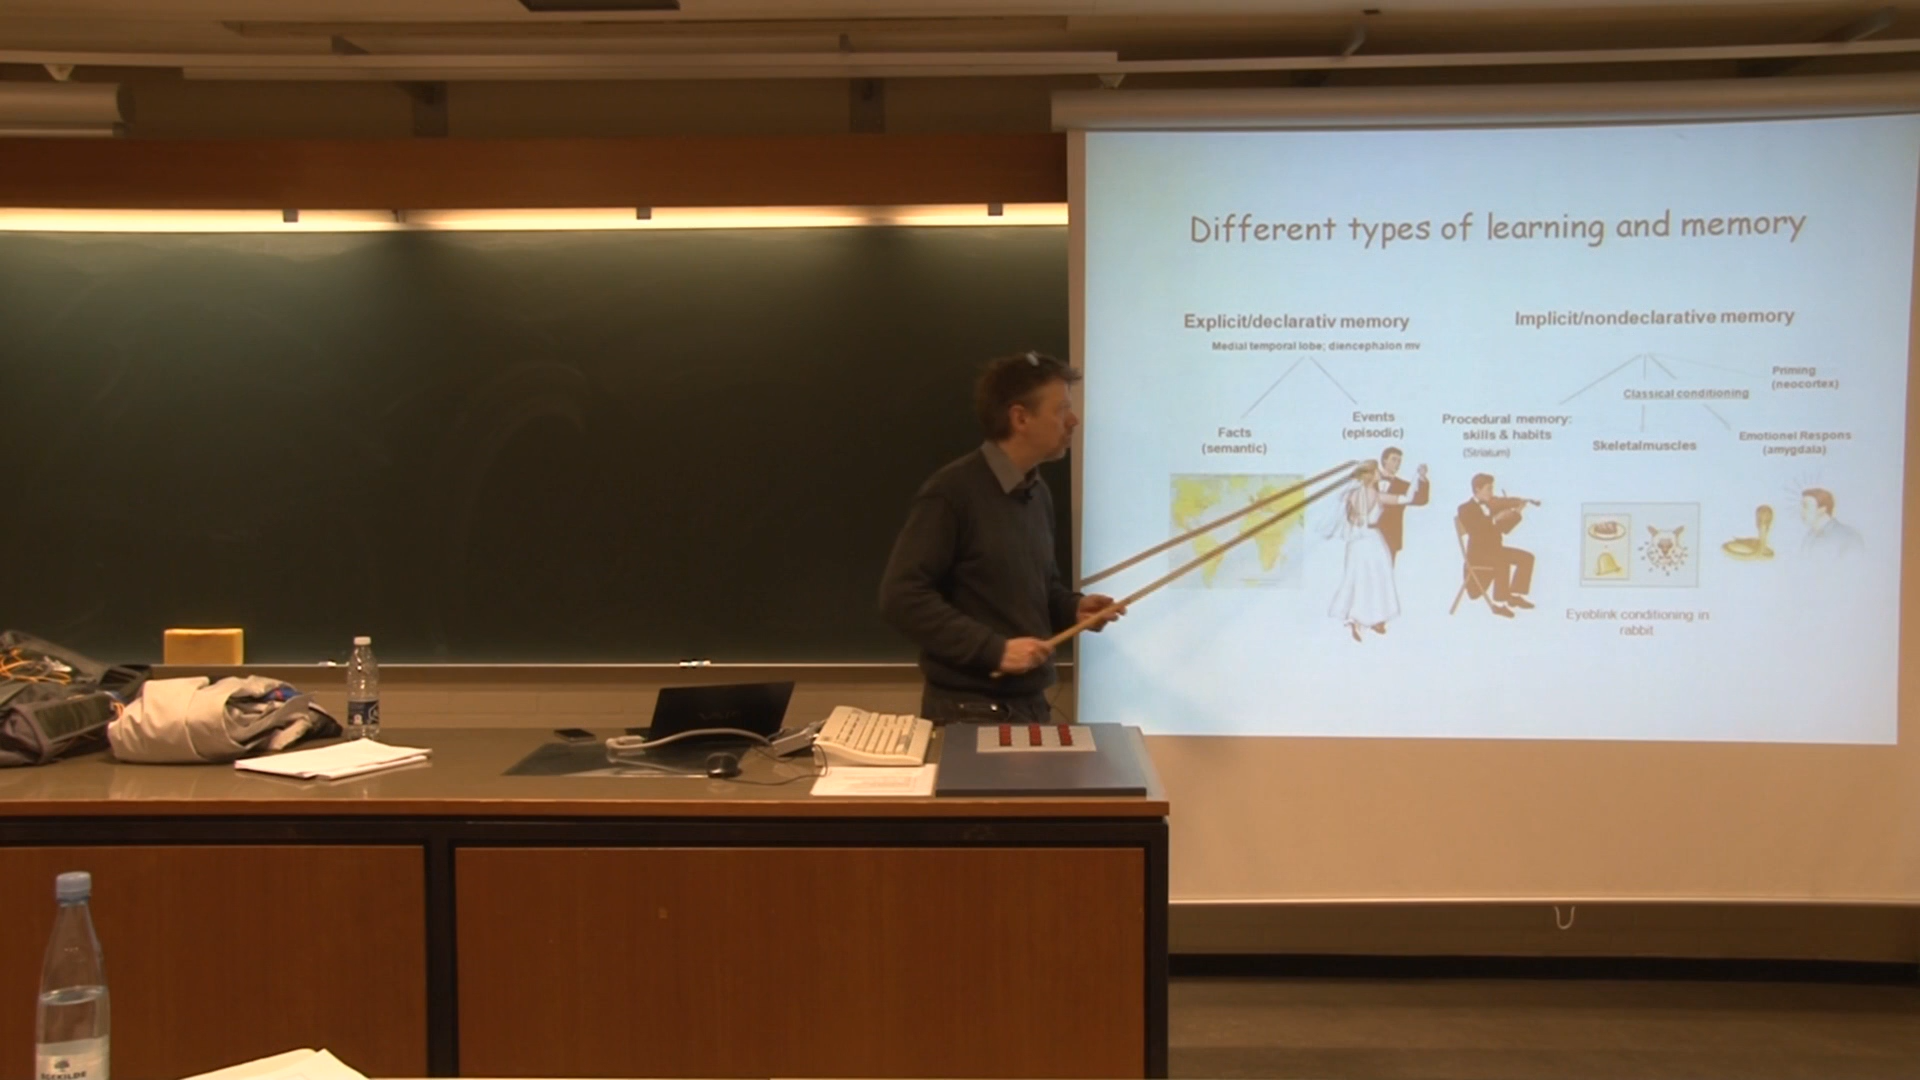 Different types of learning and memory
Explicit/declarativ memory
Medial temporal lobe; diencephalon mv
Facts
(semantic)
Events
(episodic)
Implicit/nondeclarative memory
Priming
(neocortex)
Classical conditioning
Procedural memory:
skills & habits
(Striatum)
Skeletalmuscles
Emotionel Respons
(amygdala)
Eyeblink conditioning in
rabbit
EGEKILDE